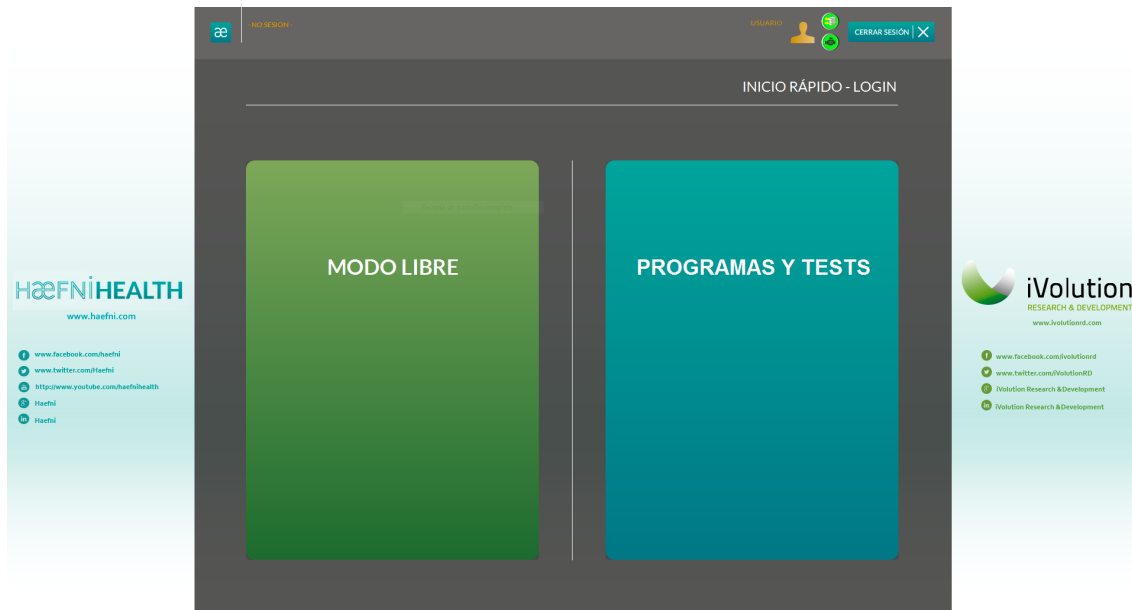 æ
- NO SESION -
USUARIO
CERRAR SESIÓN
INICIO RÁPIDO - LOGIN
MODO LIBRE
PROGRAMAS Y TESTS
HæFNiHEALTH
www.haefni.com
www.facebook.com/haefni
www.twitter.com/Haefni
http://www.youtube.com/haefnihealth
Haefni
Haefni
iVolution
RESEARCH & DEVELOPMENT
www.ivolutionrd.com
www.facebook.com/ivolutionrd
www.twitter.com/iVolutionRD
iVolution Research &Development
iVolution Research &Development